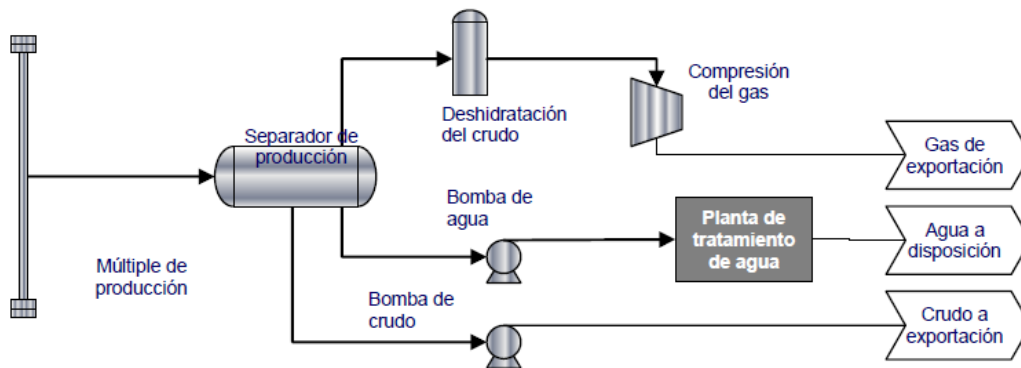 Compresión
del gas
Deshidratación
del crudo
Separador de
producción
Gas de
exportación
Bomba de
agua
Planta de
tratamiento
de agua
Agua a
disposición
Múltiple de
producción
Bomba de
crudo
Crudo a
exportación